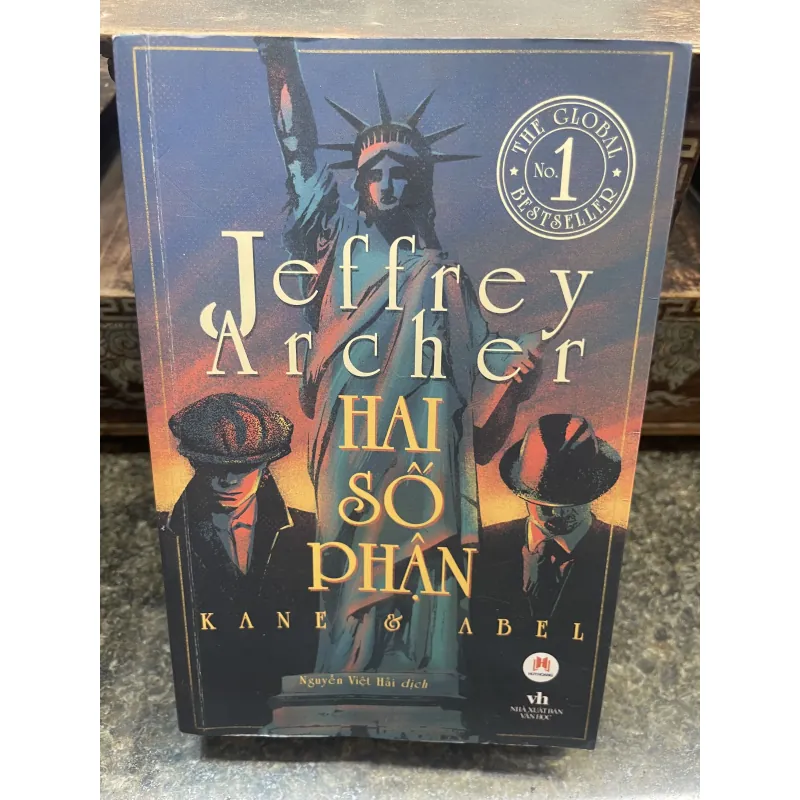 THE GLOBAL
No. 1
BESTSELLER
Jeffrey
Archer
HAI
SỐ
PHẬN
KANE & ABEL
Nguyễn Việt Hải dịch
vh
NHÀ XUẤT BẢN
VĂN HỌC